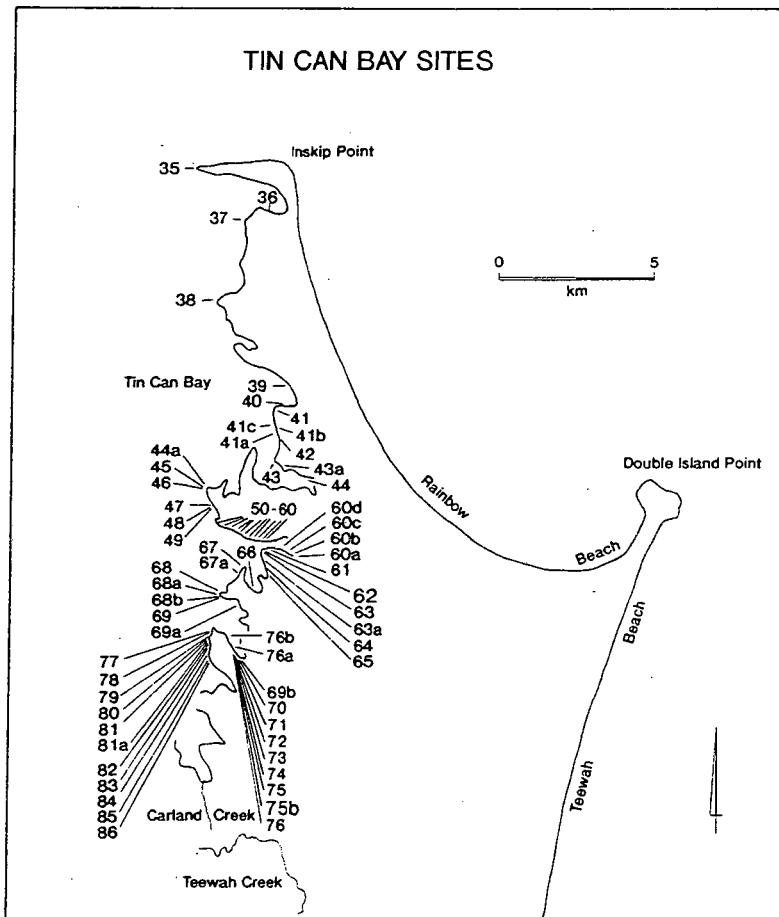 TIN CAN BAY SITES
Inskip Point
35
36
37
0
5
km
38
Tin Can Bay
39
40
41
41c
41b
41a
42
43
43a
44
44a
45
46
47
48
49
50-60
60d
60c
60b
60a
61
62
63
63a
64
65
66
67
67a
68
68a
68b
69
69a
76b
76a
77
78
79
80
81
81a
82
83
84
85
86
69b
70
71
72
73
74
75
75b
76
Double Island Point
Rainbow
Beach
Beach
Teewah
Carland Creek
Teewah Creek